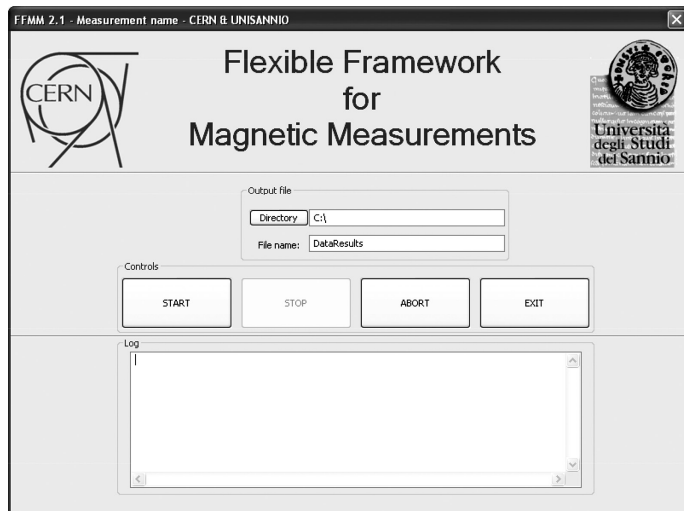 FFMM 2.1 - Measurement name - CERN & UNISANNIO
CERN
Flexible Framework
for
Magnetic Measurements
Università
degli Studi
del Sannio
Output file
Directory C:\
File name: DataResults
Controls
START STOP ABORT EXIT
Log